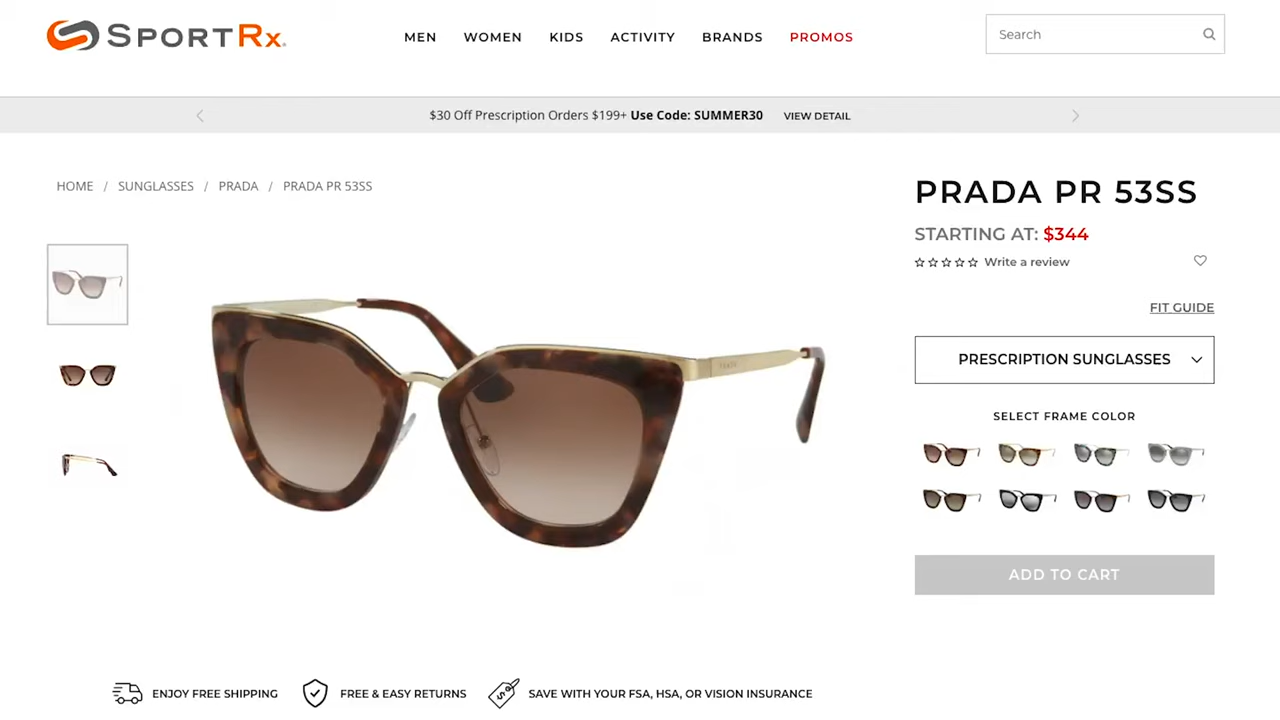 SPORTRx
MEN WOMEN KIDS ACTIVITY BRANDS PROMOS
Search
$30 Off Prescription Orders $199+ Use Code: SUMMER30 VIEW DETAIL
HOME / SUNGLASSES / PRADA / PRADA PR 53SS
PRADA PR 53SS
STARTING AT: $344
Write a review
FIT GUIDE
PRESCRIPTION SUNGLASSES
SELECT FRAME COLOR
ADD TO CART
ENJOY FREE SHIPPING
FREE & EASY RETURNS
SAVE WITH YOUR FSA, HSA, OR VISION INSURANCE